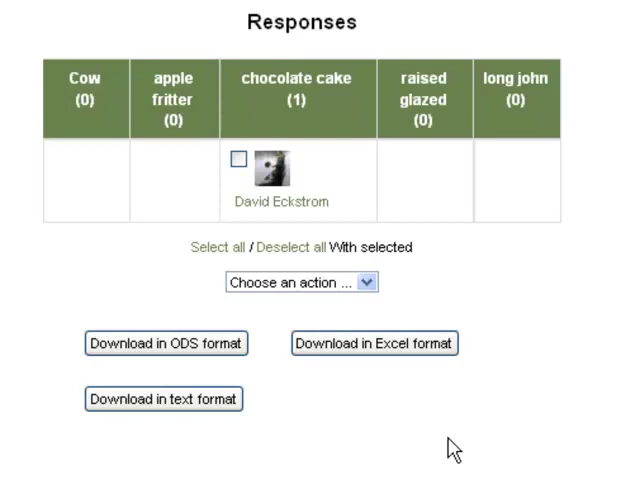 Responses
Cow (0)
apple fritter (0)
chocolate cake (1)
raised glazed (0)
long john (0)
David Eckstrom
Select all / Deselect all With selected
Choose an action ...
Download in ODS format
Download in Excel format
Download in text format